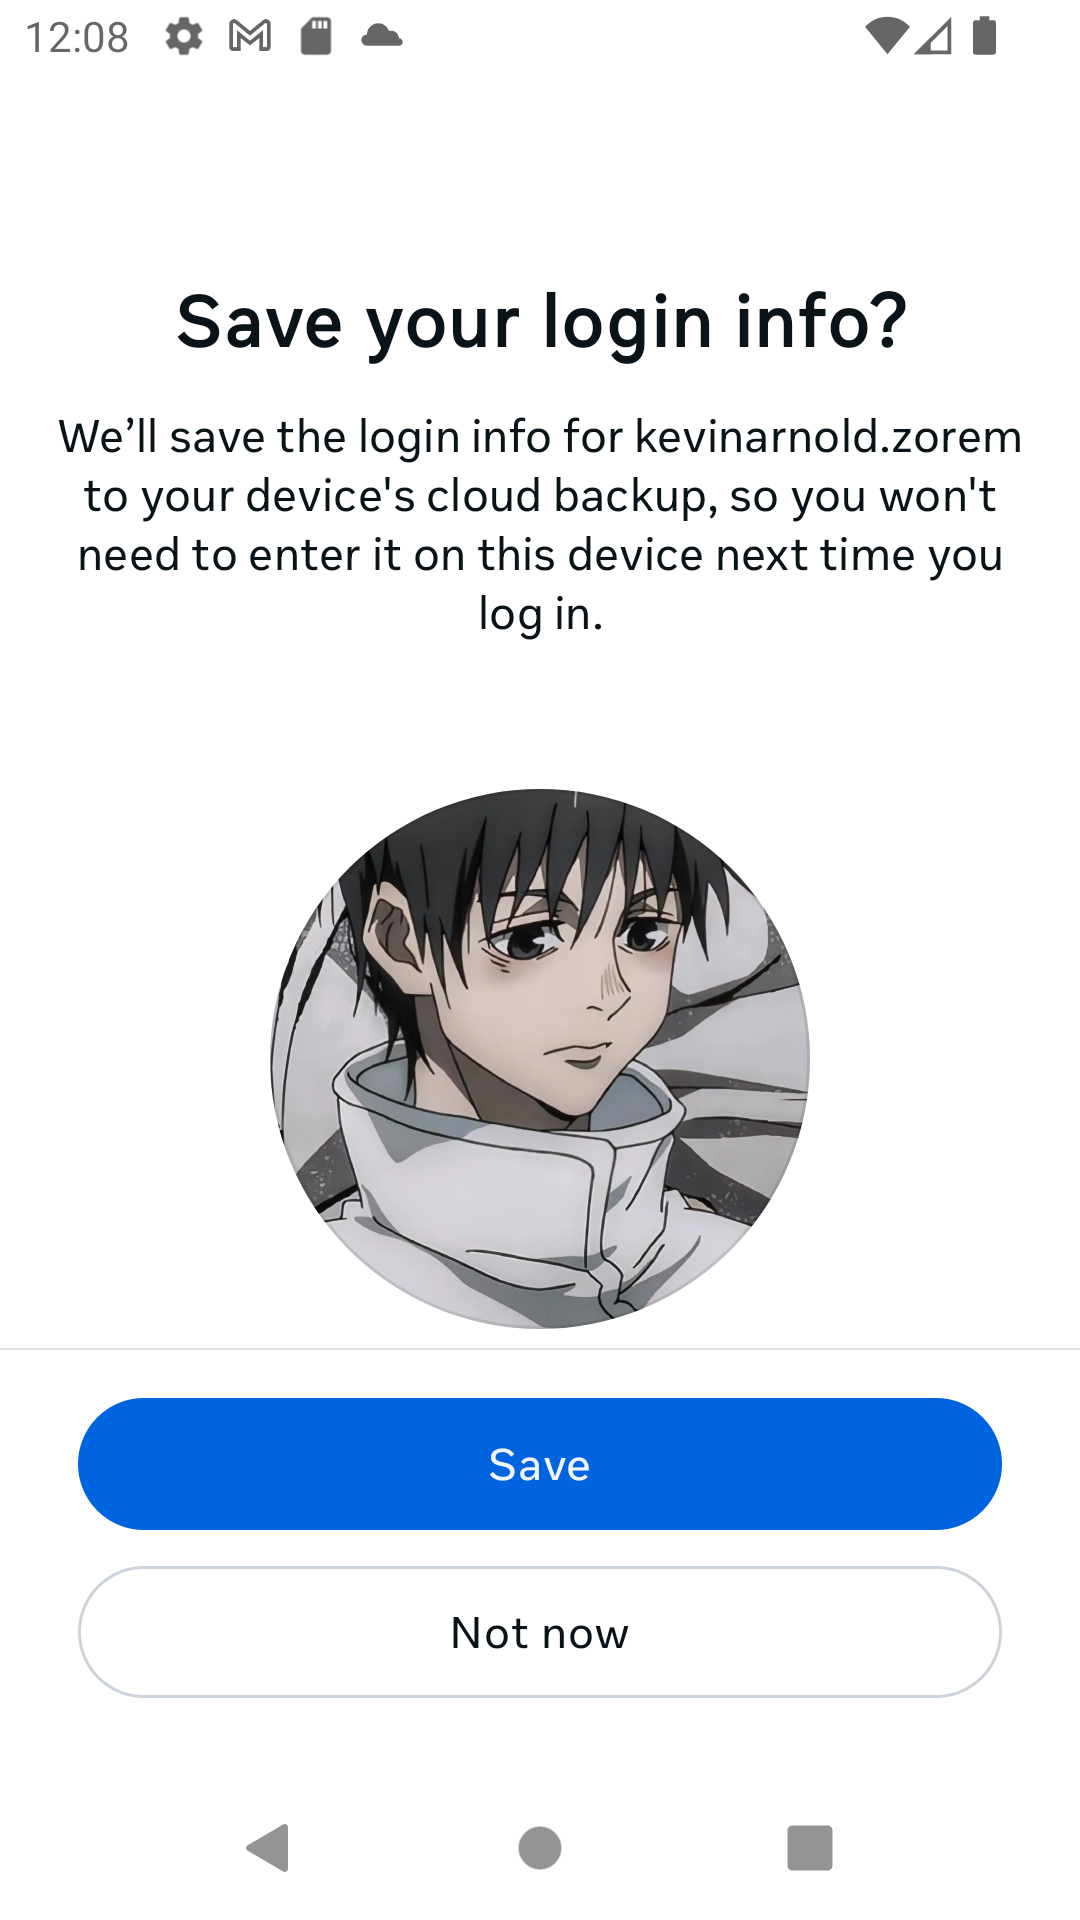 12:08
Save your login info?
We’ll save the login info for kevinarnold.zorem
to your device's cloud backup, so you won't
need to enter it on this device next time you
log in.
Save
Not now